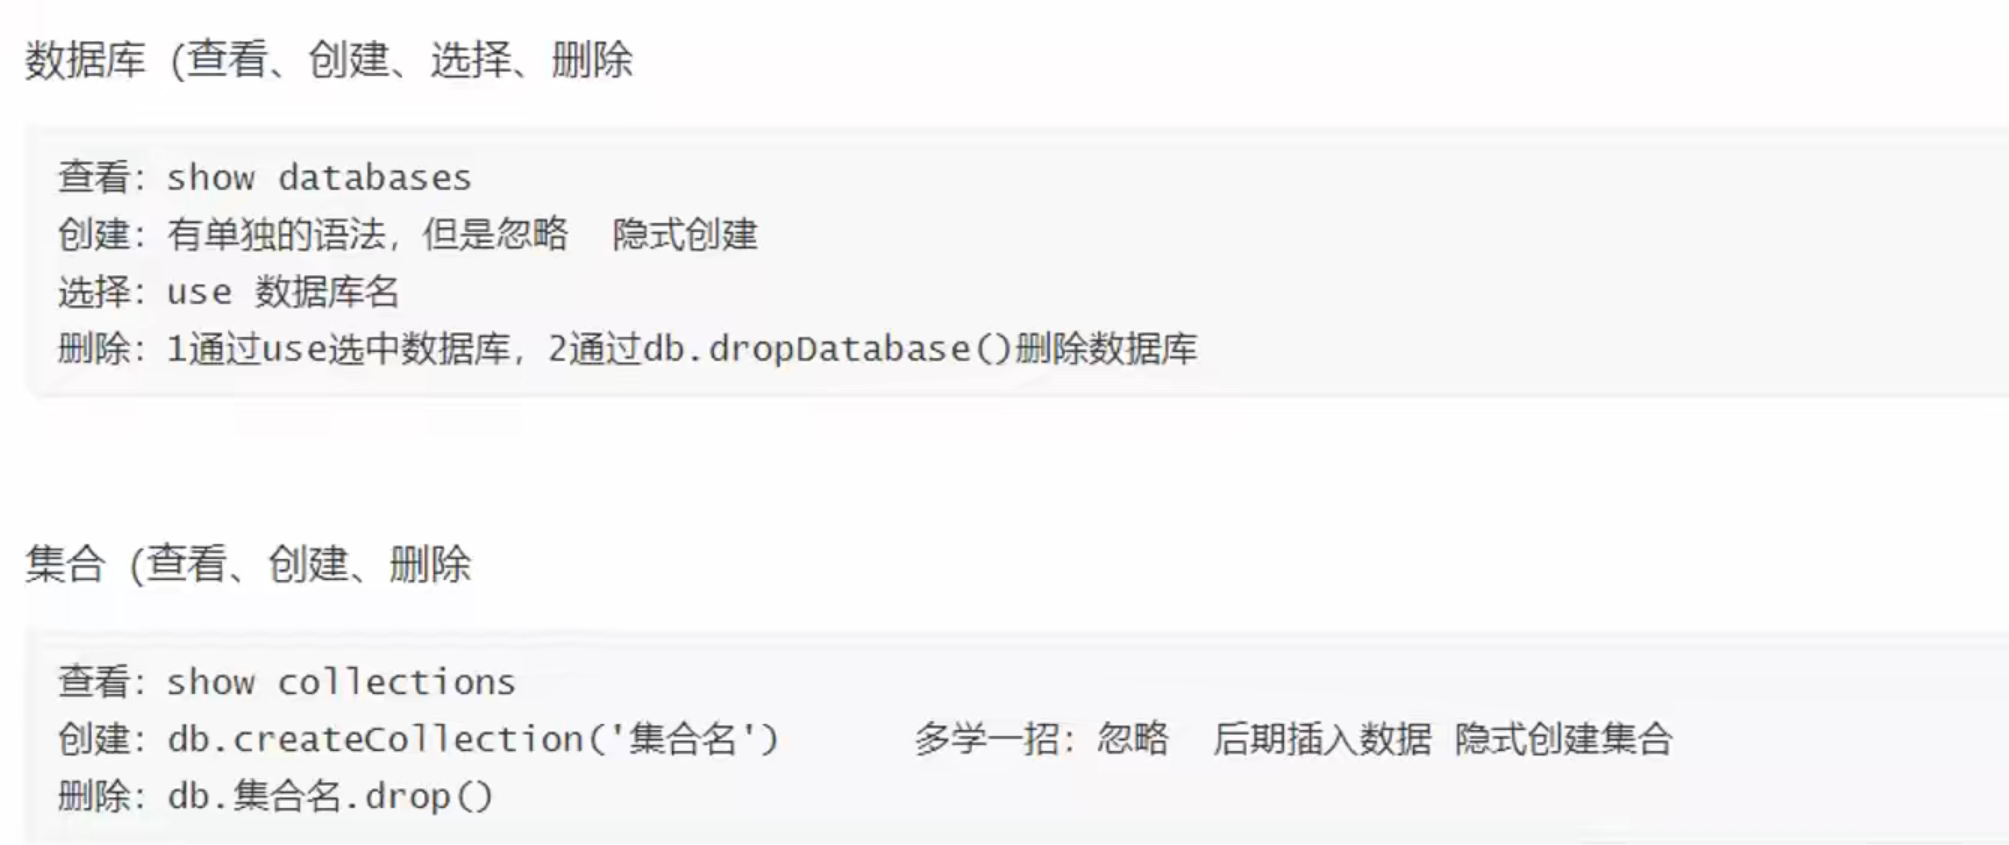 数据库 (查看、创建、选择、删除
查看：show databases
创建：有单独的语法，但是忽略  隐式创建
选择：use 数据库名
删除：1通过use选中数据库，2通过db.dropDatabase()删除数据库
集合 (查看、创建、删除
查看：show collections
创建：db.createCollection('集合名')      多学一招：忽略  后期插入数据 隐式创建集合
删除：db.集合名.drop()